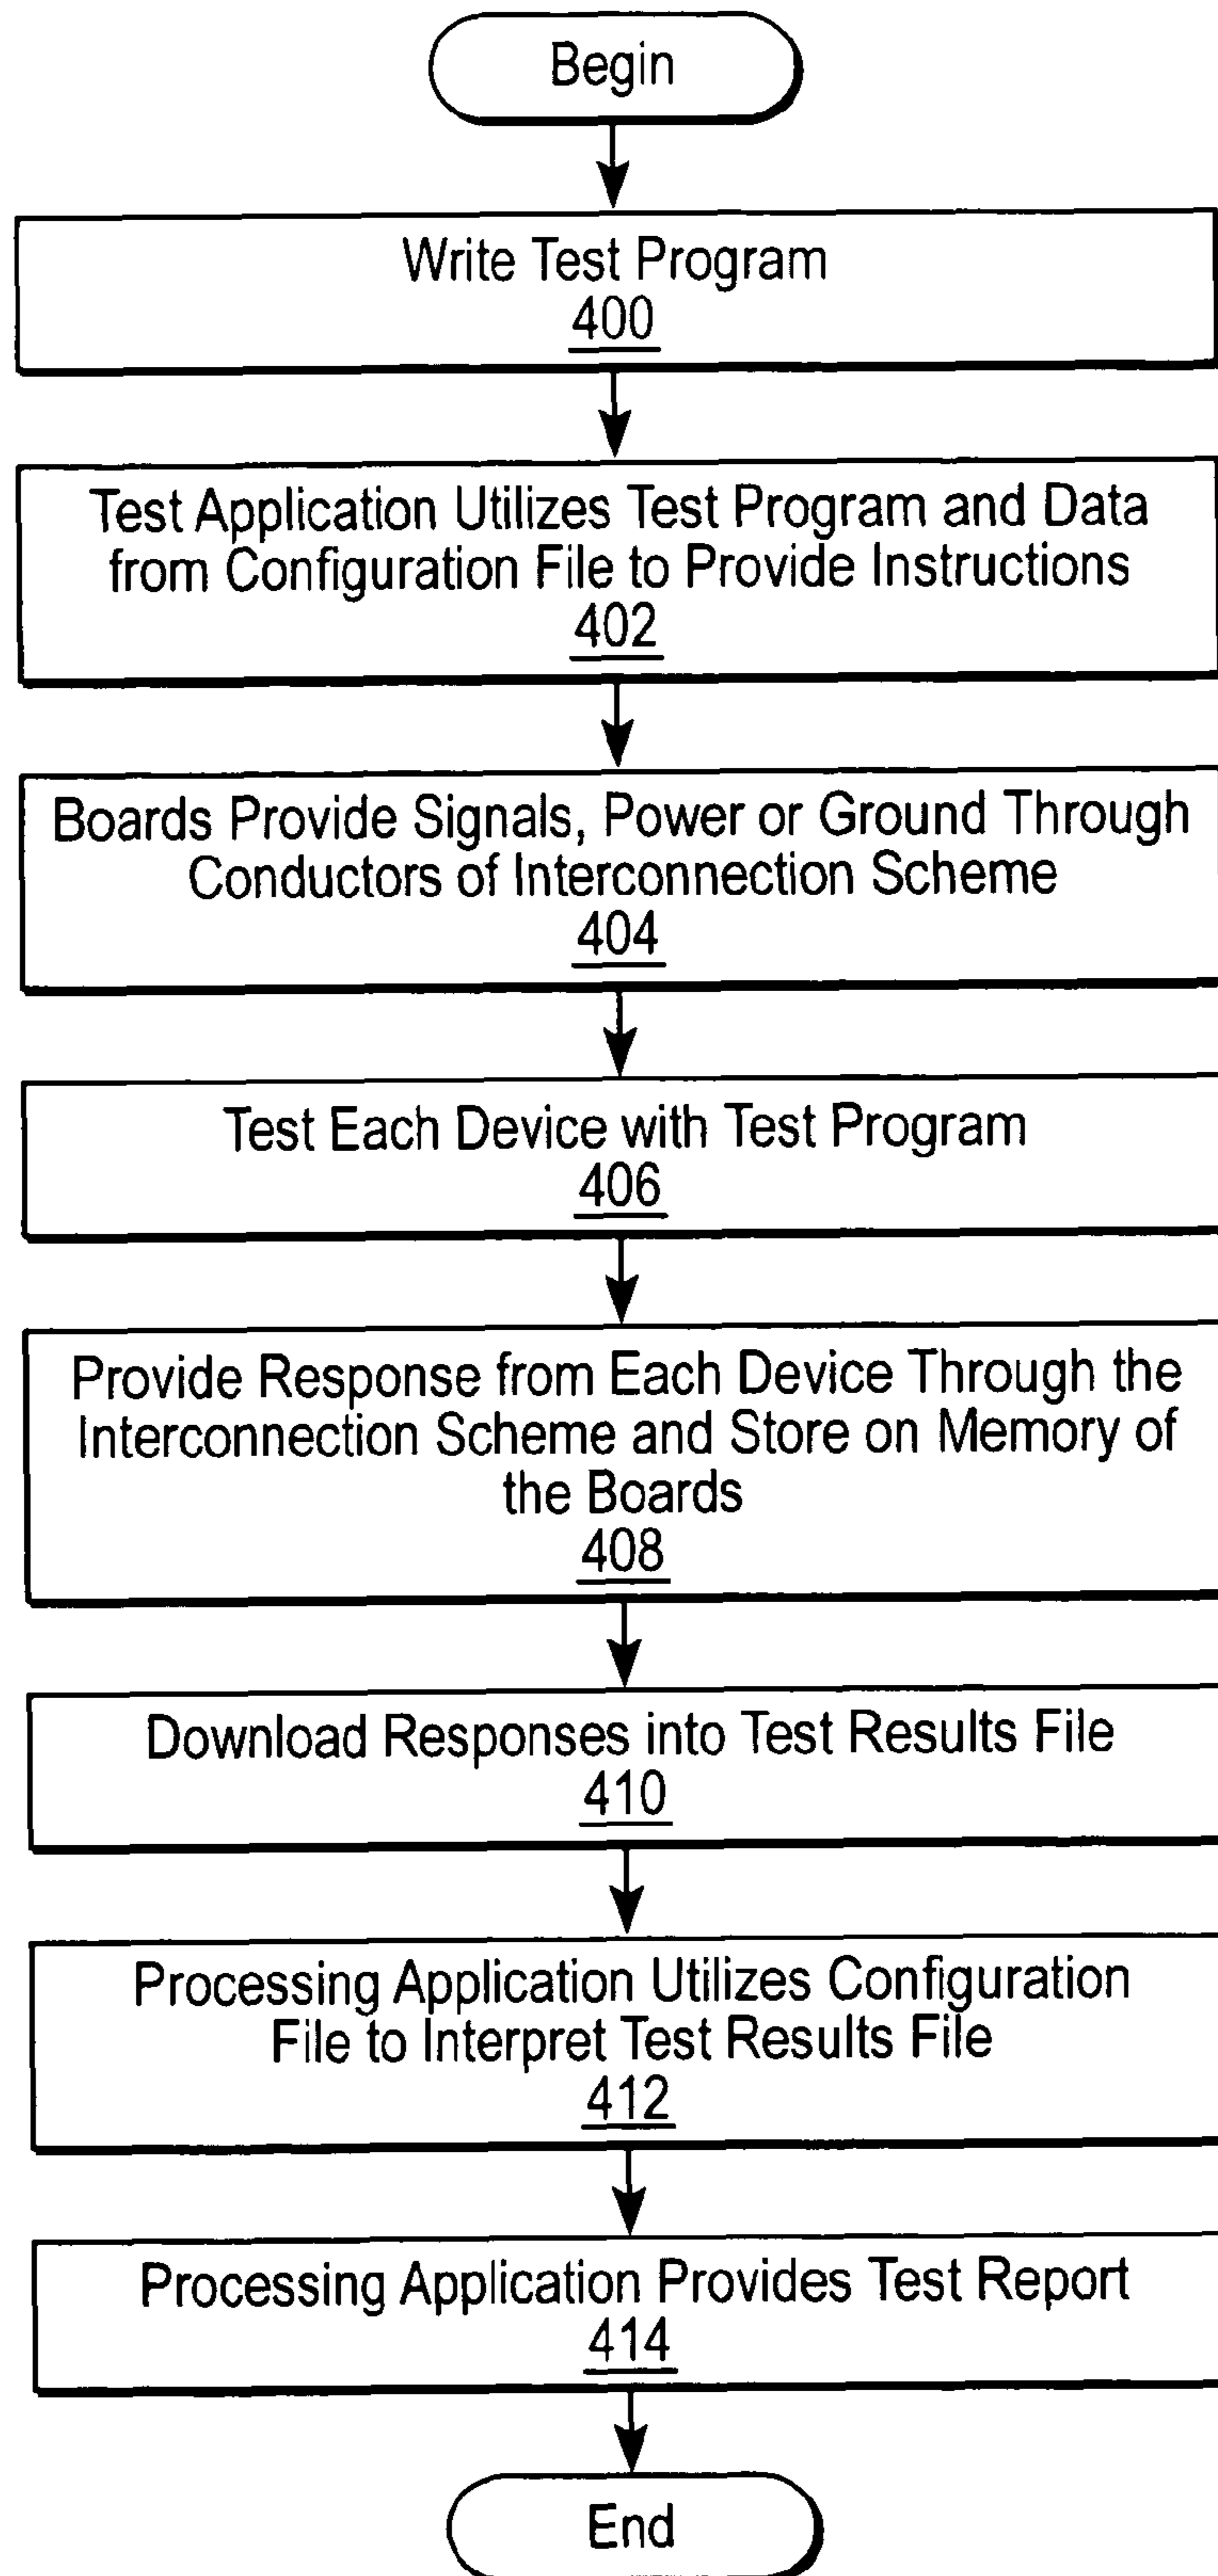 Begin
Write Test Program
400
Test Application Utilizes Test Program and Data
from Configuration File to Provide Instructions
402
Boards Provide Signals, Power or Ground Through
Conductors of Interconnection Scheme
404
Test Each Device with Test Program
406
Provide Response from Each Device Through the
Interconnection Scheme and Store on Memory of
the Boards
408
Download Responses into Test Results File
410
Processing Application Utilizes Configuration
File to Interpret Test Results File
412
Processing Application Provides Test Report
414
End